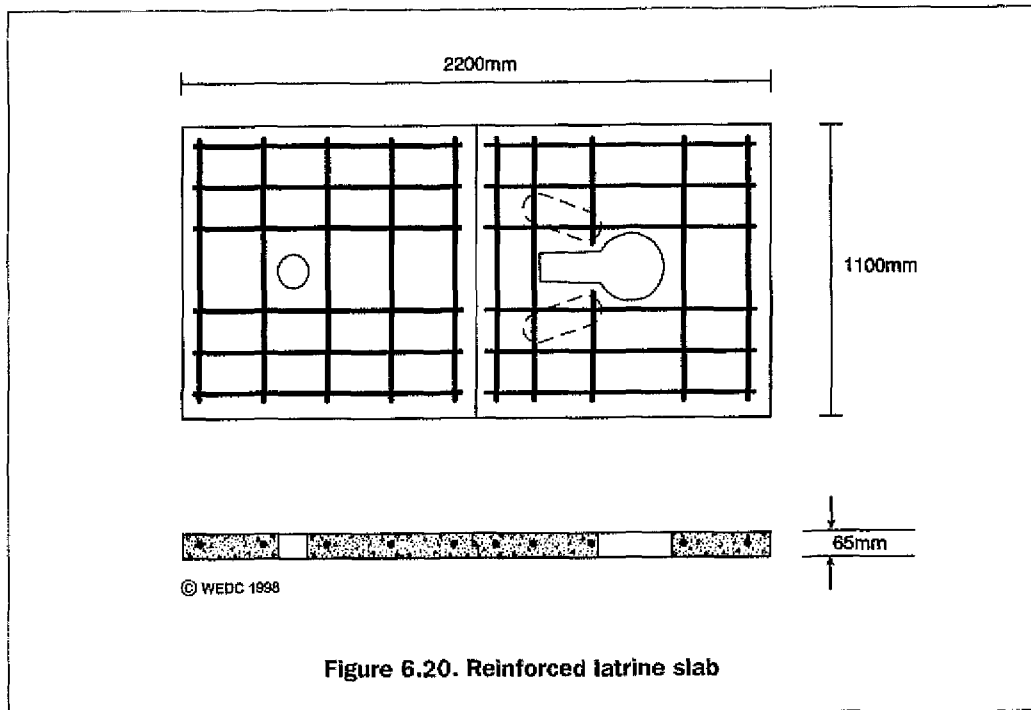 2200mm
1100mm
65mm
© WEDC 1998
Figure 6.20. Reinforced latrine slab